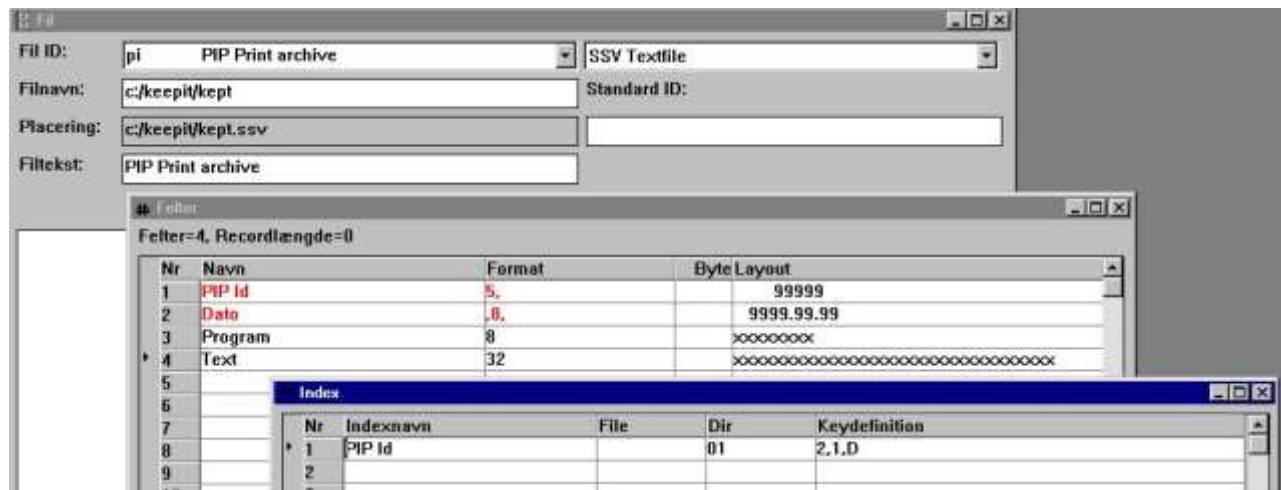 Fil
Fil ID: pi PIP Print archive SSV Textfile
Filnavn: c:/keepit/kept Standard ID:
Placering: c:/keepit/kept.ssv
Filtekst: PIP Print archive
Felter
Felter=4, Recordlængde=0
Nr Navn Format Byte Layout
1 PIP Id 5, 99999
2 Dato ,8, 9999.99.99
3 Program 8 xxxxxxxx
4 Text 32 xxxxxxxxxxxxxxxxxxxxxxxxxxxxxxxx
5
6
7
8
9
Index
Nr Indexnavn File Dir Keydefinition
1 PIP Id 01 2,1,D
2